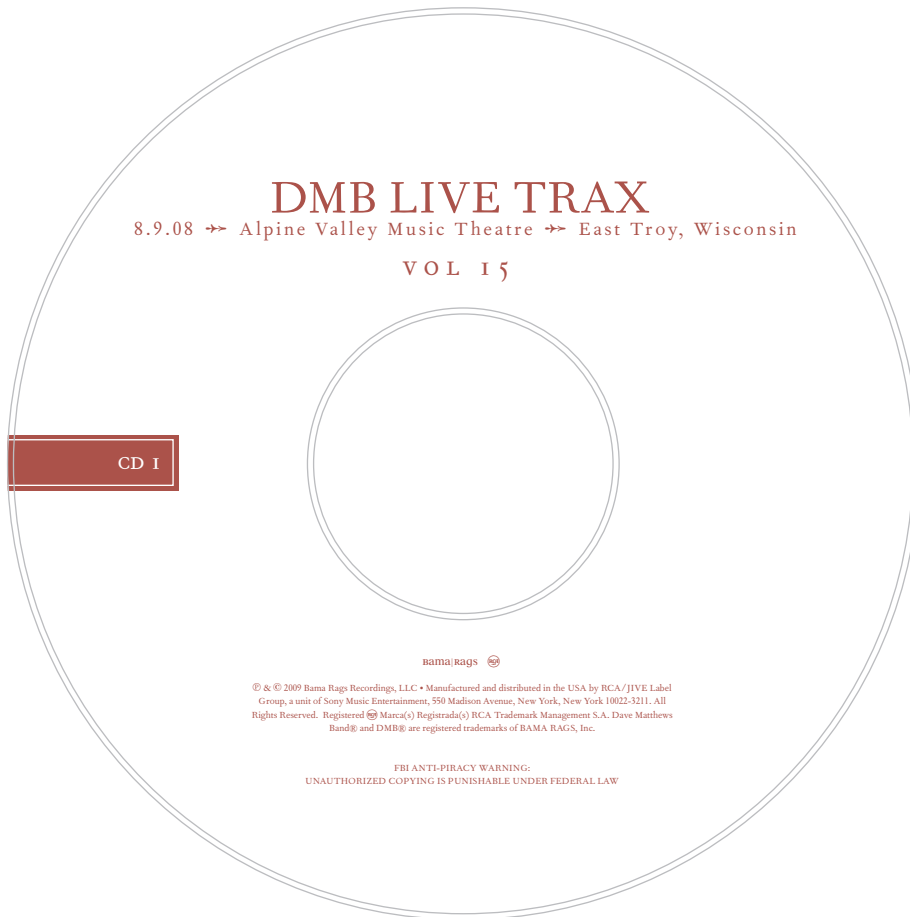 DMB LIVE TRAX
8.9.08 ➳ Alpine Valley Music Theatre ➳ East Troy, Wisconsin
VOL 15
CD 1
Bama|Rags RCA
℗ & © 2009 Bama Rags Recordings, LLC • Manufactured and distributed in the USA by RCA/JIVE Label
Group, a unit of Sony Music Entertainment, 550 Madison Avenue, New York, New York 10022-3211. All
Rights Reserved. Registered RCA Marca(s) Registrada(s) RCA Trademark Management S.A. Dave Matthews
Band® and DMB® are registered trademarks of BAMA RAGS, Inc.
FBI ANTI-PIRACY WARNING:
UNAUTHORIZED COPYING IS PUNISHABLE UNDER FEDERAL LAW